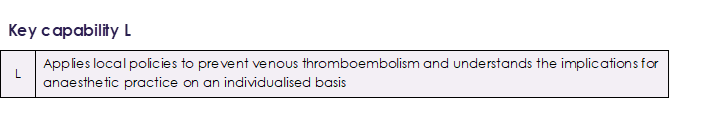 Key capability L
L
Applies local policies to prevent venous thromboembolism and understands the implications for
anaesthetic practice on an individualised basis